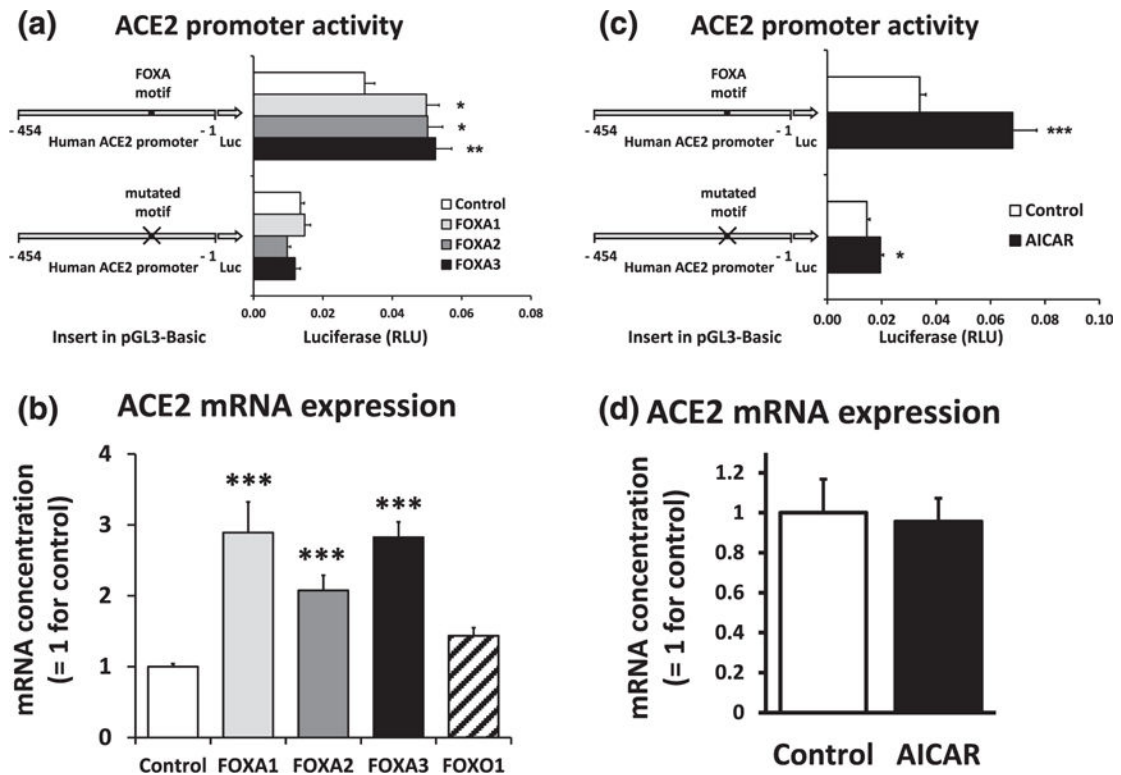 (a) ACE2 promoter activity
FOXA
motif
- 454
- 1
Human ACE2 promoter
Luc
*
*
**
mutated
motif
- 454
- 1
Human ACE2 promoter
Luc
Control
FOXA1
FOXA2
FOXA3
0.00 0.02 0.04 0.06 0.08
Insert in pGL3-Basic
Luciferase (RLU)
(c) ACE2 promoter activity
FOXA
motif
- 454
- 1
Human ACE2 promoter
Luc
***
mutated
motif
- 454
- 1
Human ACE2 promoter
Luc
Control
AICAR
*
0.00 0.02 0.04 0.06 0.08 0.10
Insert in pGL3-Basic
Luciferase (RLU)
(b) ACE2 mRNA expression
mRNA concentration
(= 1 for control)
4
3
2
1
0
***
***
***
Control FOXA1 FOXA2 FOXA3 FOXO1
(d) ACE2 mRNA expression
mRNA concentration
(= 1 for control)
1.2
1
0.8
0.6
0.4
0.2
0
Control AICAR